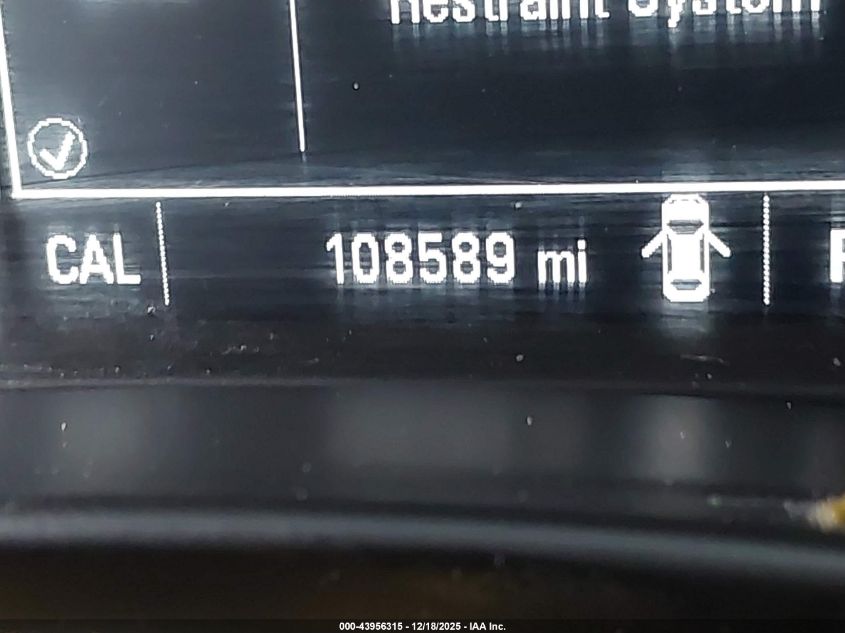 Restraint System
CAL 108589 mi
000-43956315 - 12/18/2025 - IAA Inc.